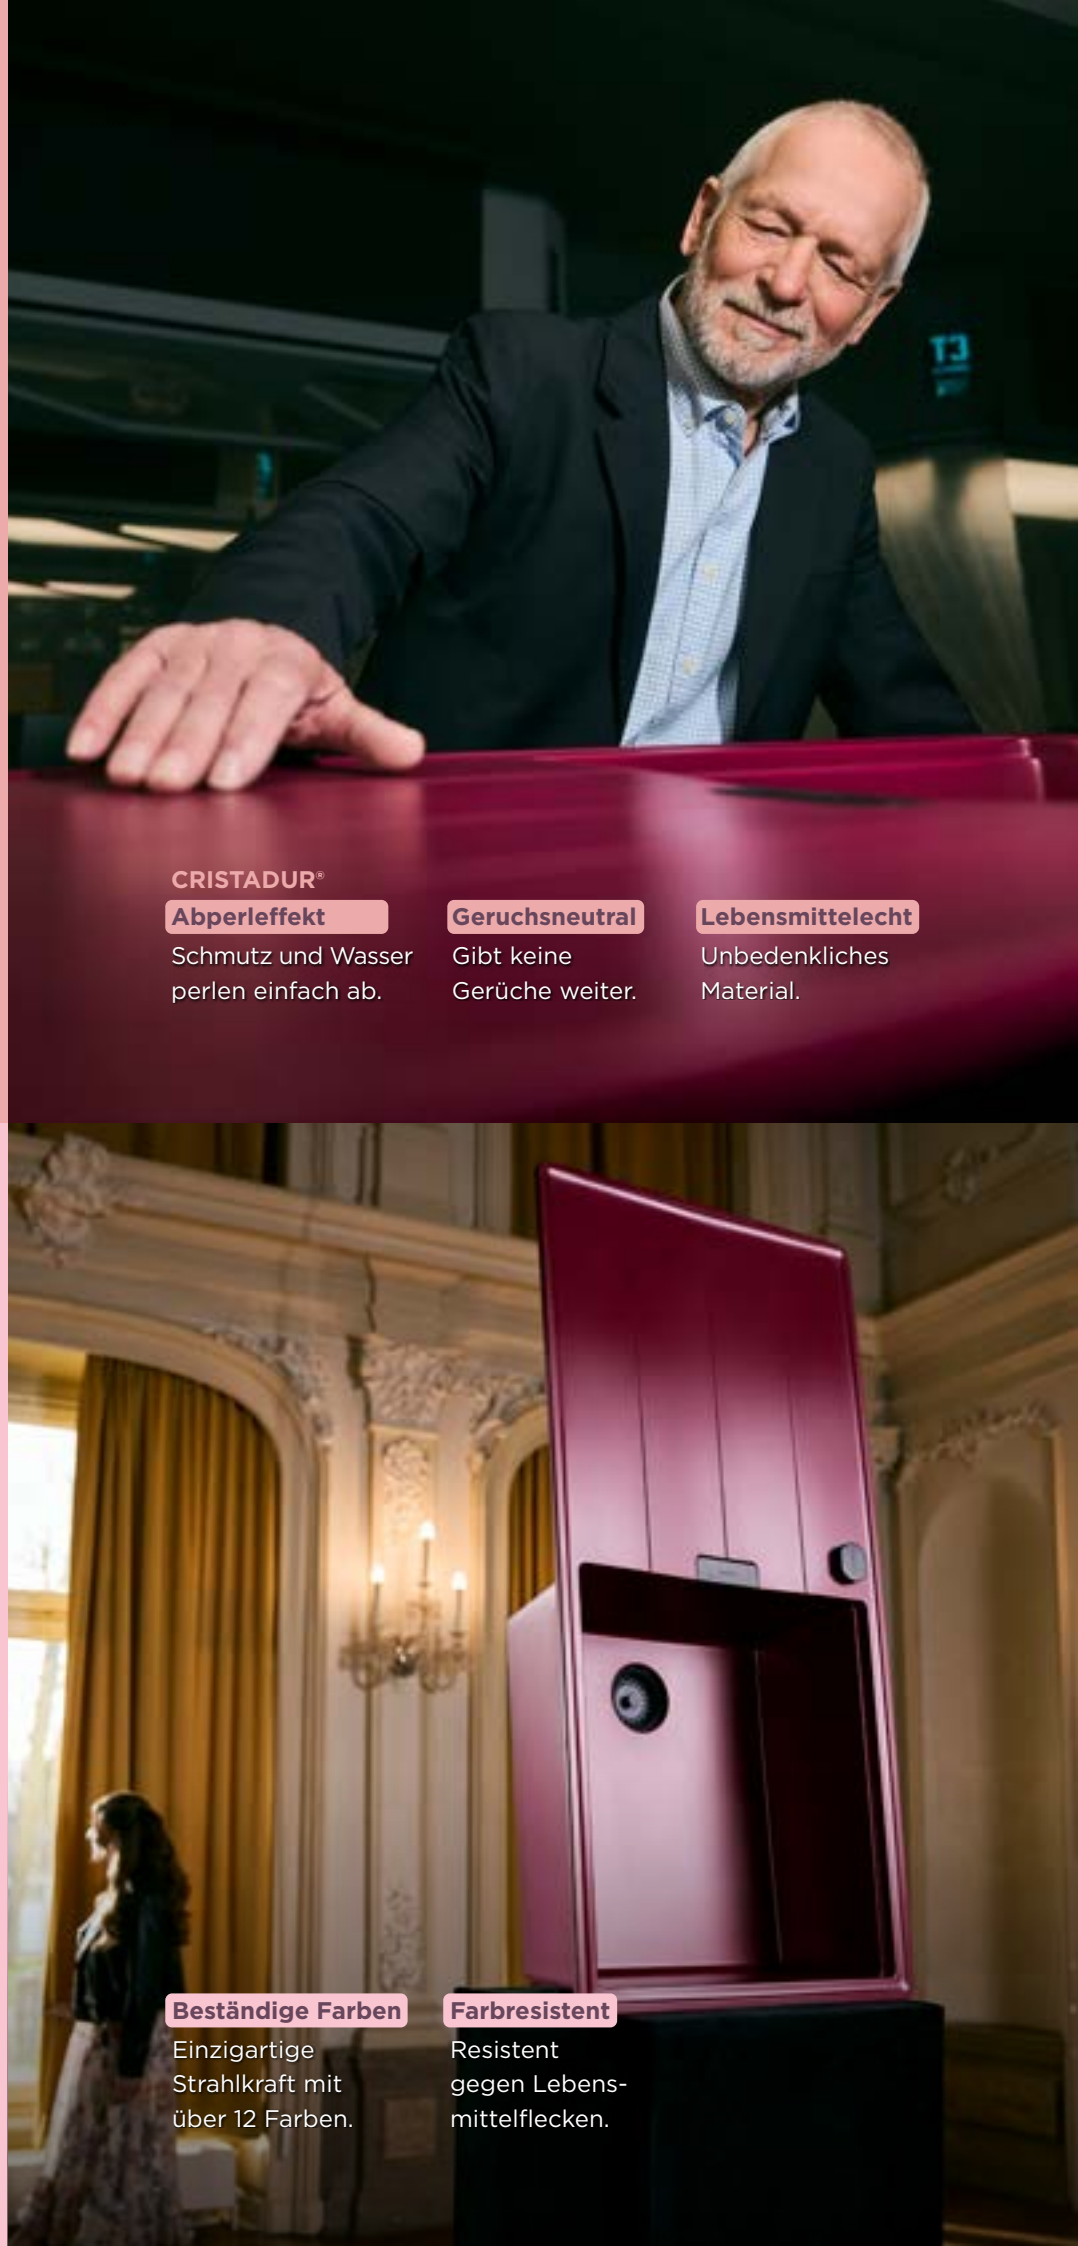 T3
CRISTADUR®
Abperleffekt
Schmutz und Wasser
perlen einfach ab.
Geruchsneutral
Gibt keine
Gerüche weiter.
Lebensmittelecht
Unbedenkliches
Material.
Beständige Farben
Einzigartige
Strahlkraft mit
über 12 Farben.
Farbresistent
Resistent
gegen Lebens-
mittelflecken.